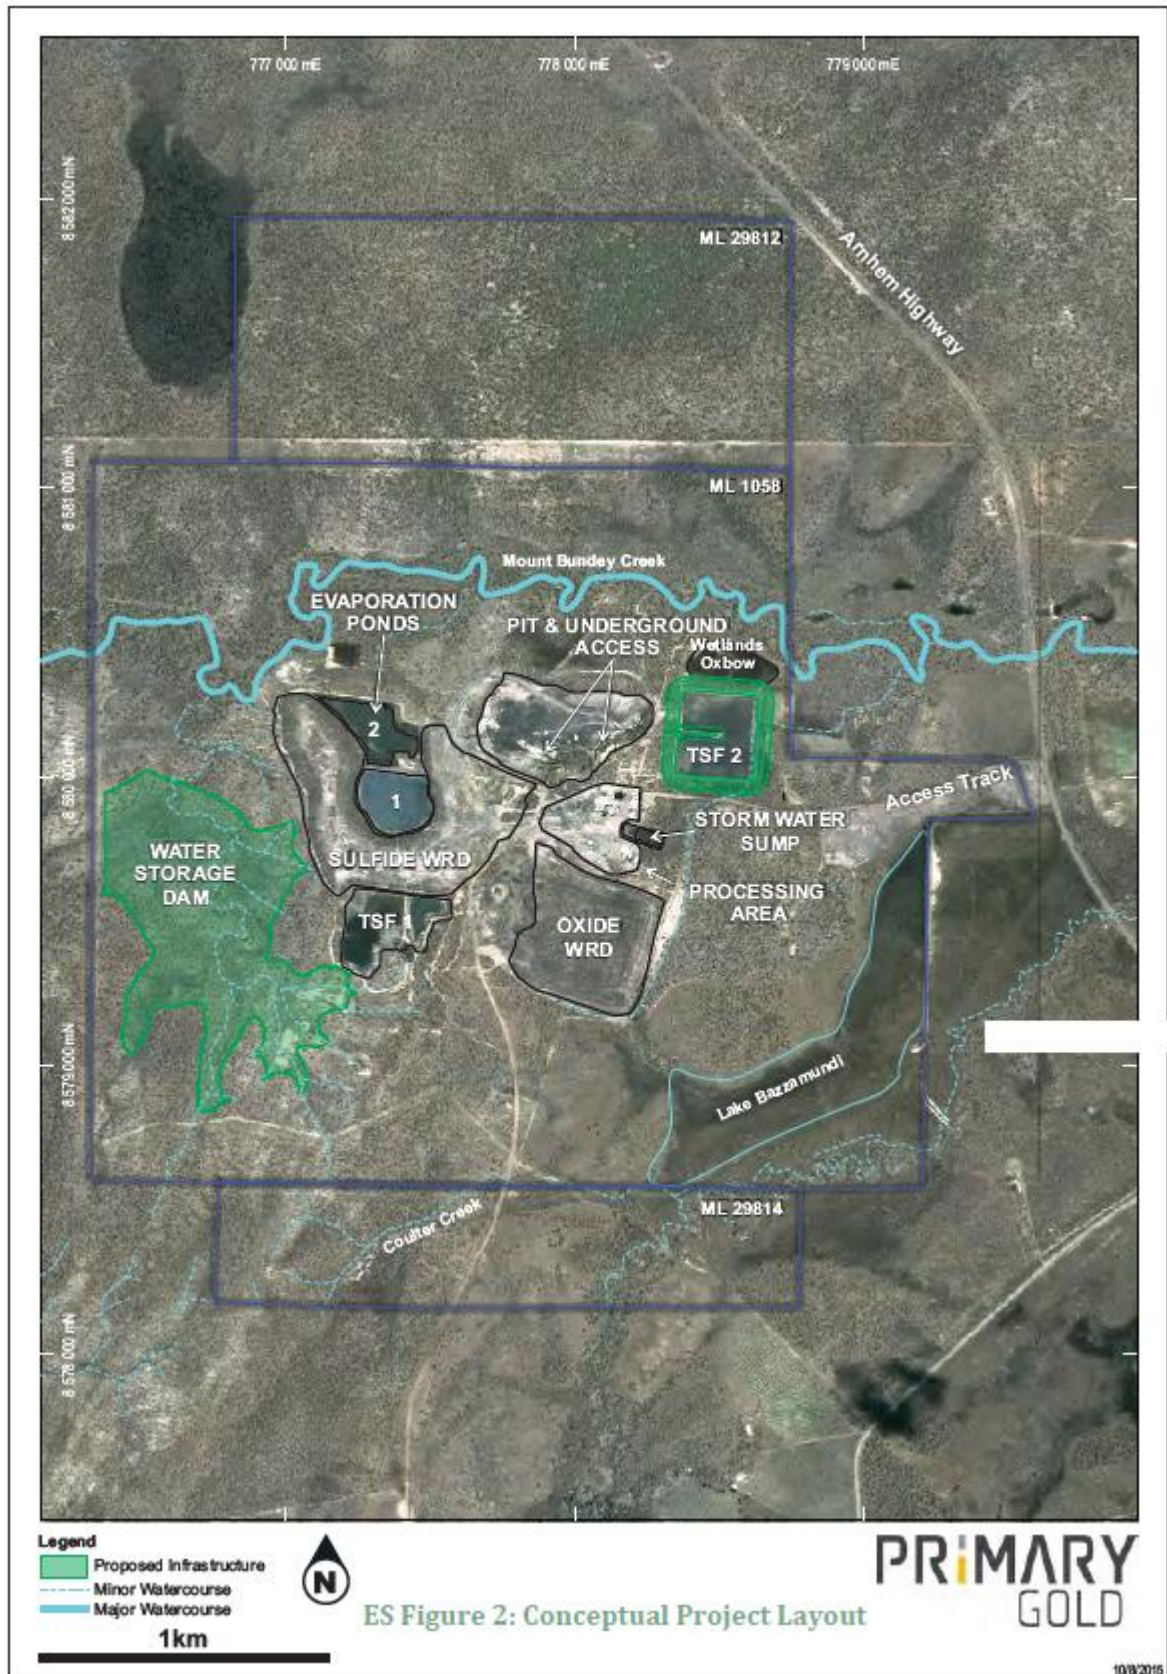 777 000 mE
778 000 mE
779 000 mE
8 582 000 mN
ML 29812
Arnhem Highway
8 581 000 mN
ML 1058
Mount Bundey Creek
EVAPORATION
PONDS
PIT & UNDERGROUND
ACCESS
Wetlands
Oxbow
2
TSF 2
8 580 000 mN
Access Track
1
STORM WATER
SUMP
WATER
STORAGE
DAM
SULFIDE WRD
PROCESSING
AREA
TSF 1
OXIDE
WRD
8 579 000 mN
Lake Bazzamundi
ML 29814
Coulter Creek
8 578 000 mN
Legend
Proposed Infrastructure
Minor Watercourse
Major Watercourse
1km
N
ES Figure 2: Conceptual Project Layout
PRiMARY
GOLD